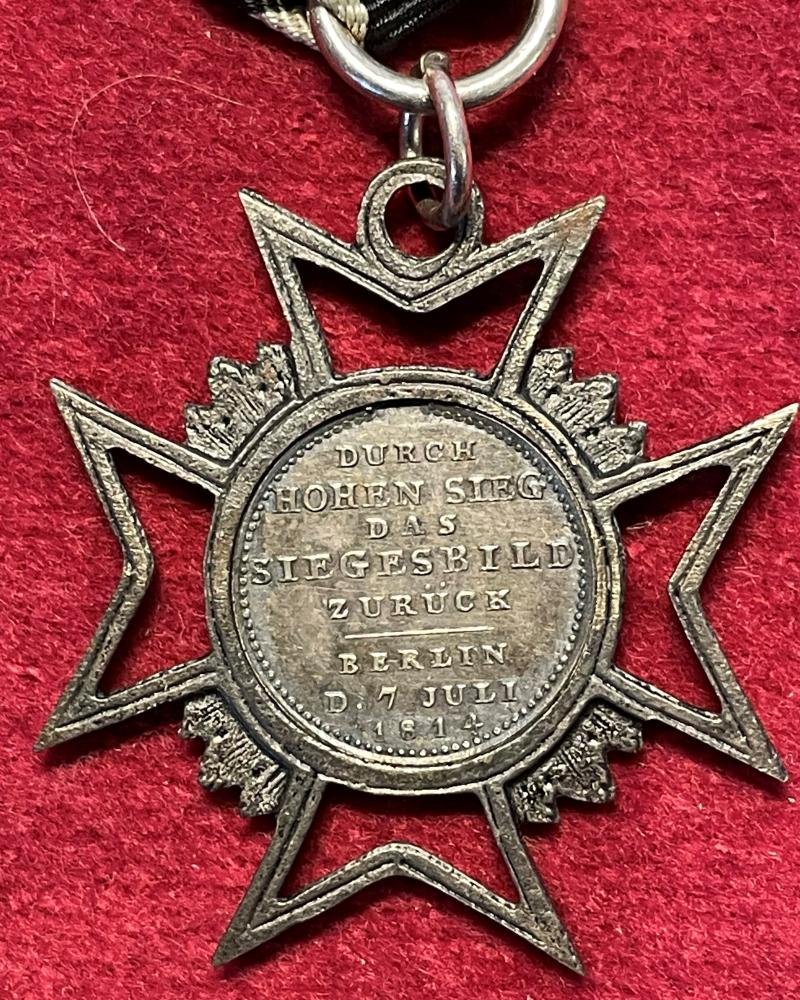 DURCH
HOHEN SIEG
DAS
SIEGESBILD
ZURÜCK
BERLIN
D. 7 JULI
1814